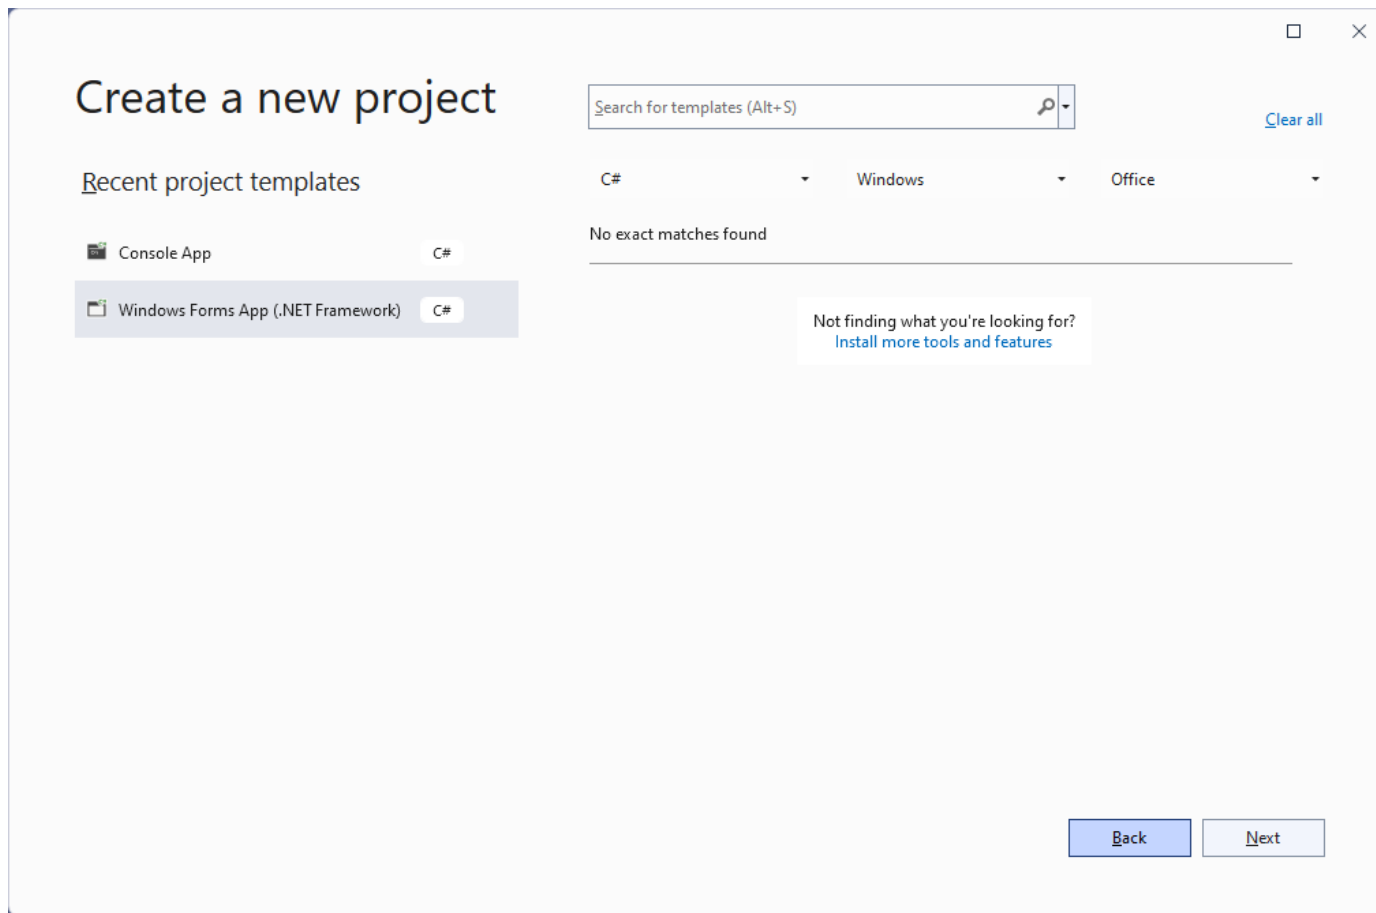 Create a new project
Search for templates (Alt+S)
Clear all
Recent project templates
C#
Windows
Office
No exact matches found
Console App C#
Windows Forms App (.NET Framework) C#
Not finding what you're looking for?
Install more tools and features
Back
Next